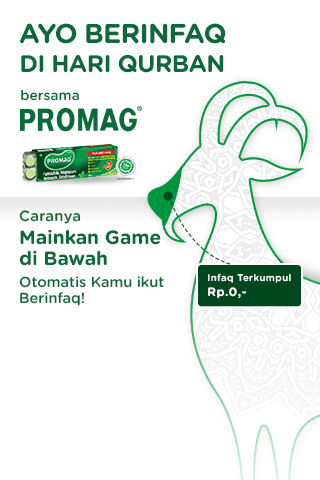 AYO BERINFAQ
DI HARI QURBAN
bersama
PROMAG®
PROMAG
Caranya
Mainkan Game
di Bawah
Otomatis Kamu ikut
Berinfaq!
Infaq Terkumpul
Rp.0,-